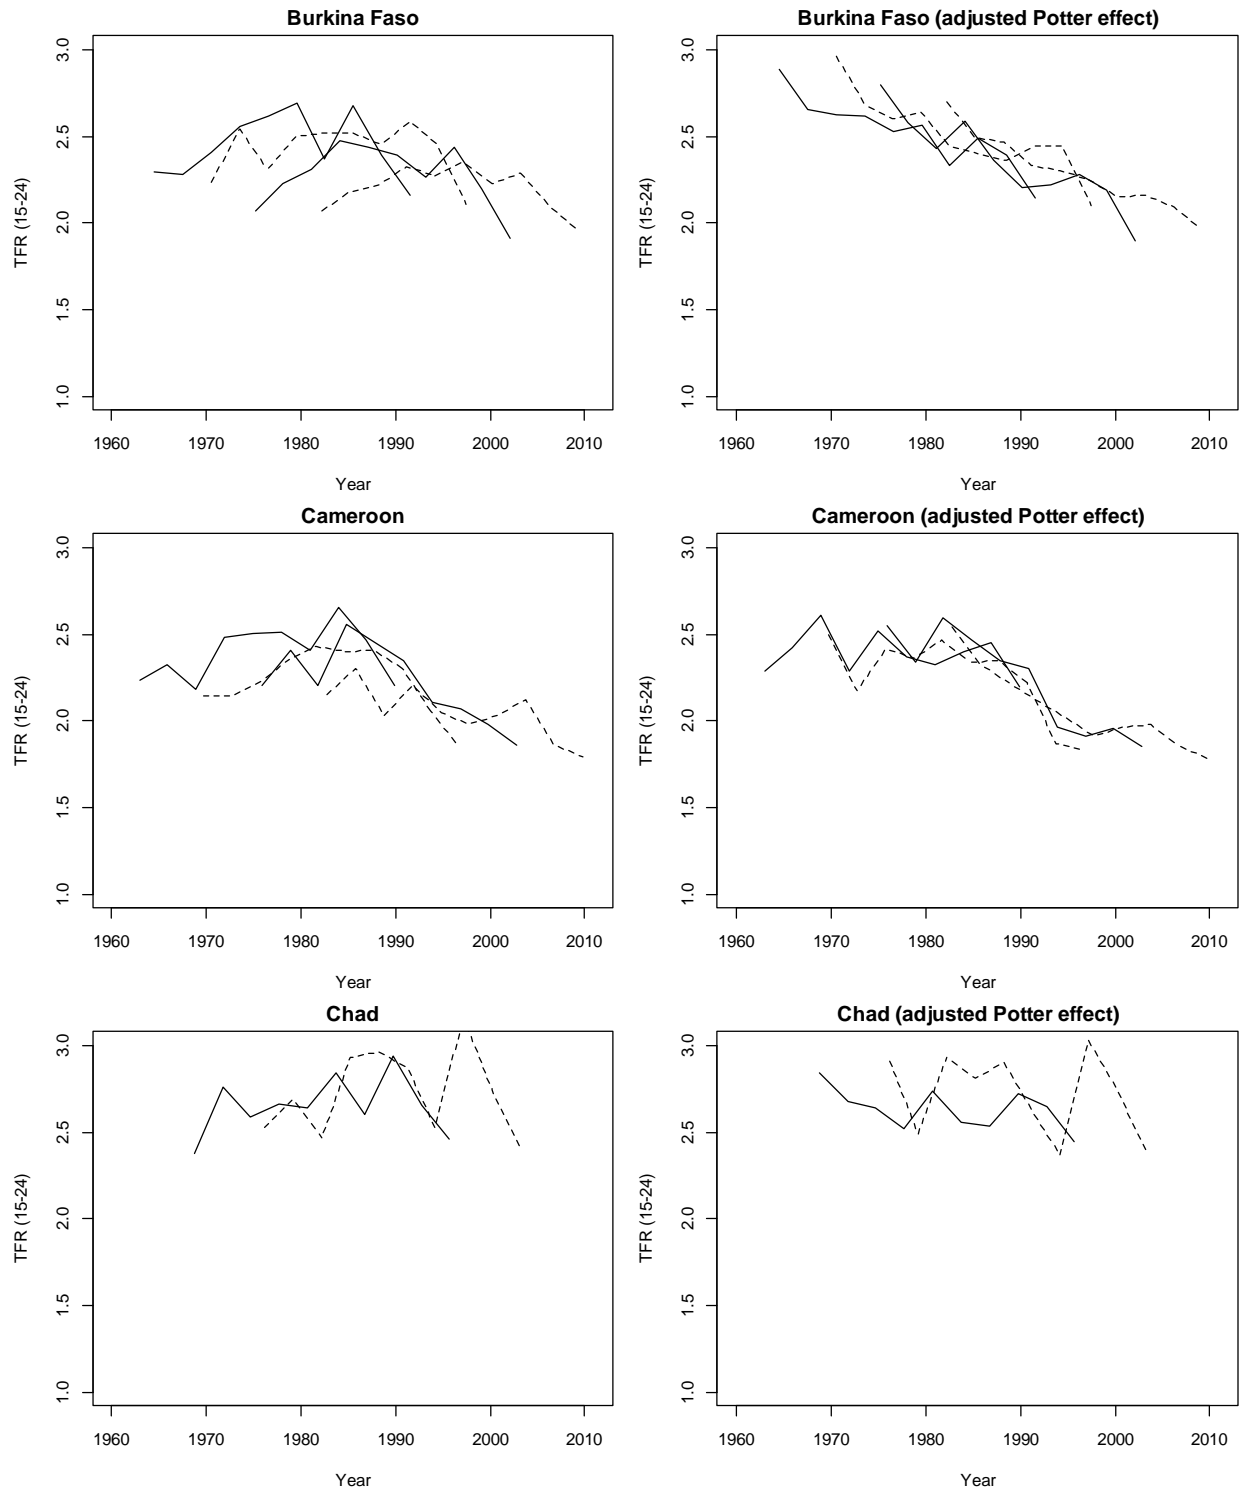 Burkina Faso
TFR (15-24)
3.0
2.5
2.0
1.5
1.0
1960 1970 1980 1990 2000 2010
Year
Burkina Faso (adjusted Potter effect)
TFR (15-24)
3.0
2.5
2.0
1.5
1.0
1960 1970 1980 1990 2000 2010
Year
Cameroon
TFR (15-24)
3.0
2.5
2.0
1.5
1.0
1960 1970 1980 1990 2000 2010
Year
Cameroon (adjusted Potter effect)
TFR (15-24)
3.0
2.5
2.0
1.5
1.0
1960 1970 1980 1990 2000 2010
Year
Chad
TFR (15-24)
3.0
2.5
2.0
1.5
1.0
1960 1970 1980 1990 2000 2010
Year
Chad (adjusted Potter effect)
TFR (15-24)
3.0
2.5
2.0
1.5
1.0
1960 1970 1980 1990 2000 2010
Year